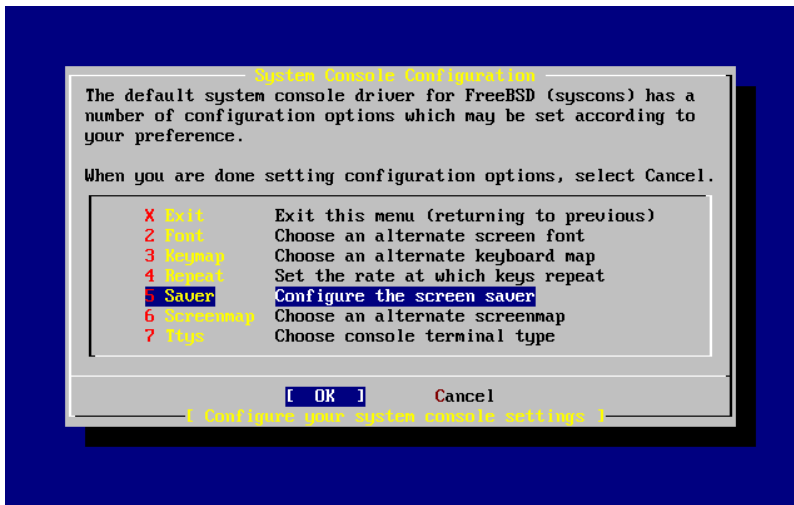 System Console Configuration
The default system console driver for FreeBSD (syscons) has a
number of configuration options which may be set according to
your preference.
When you are done setting configuration options, select Cancel.
X Exit Exit this menu (returning to previous)
2 Font Choose an alternate screen font
3 Keymap Choose an alternate keyboard map
4 Repeat Set the rate at which keys repeat
5 Saver Configure the screen saver
6 Screenmap Choose an alternate screenmap
7 Ttys Choose console terminal type
[ OK ] Cancel
[ Configure your system console settings ]